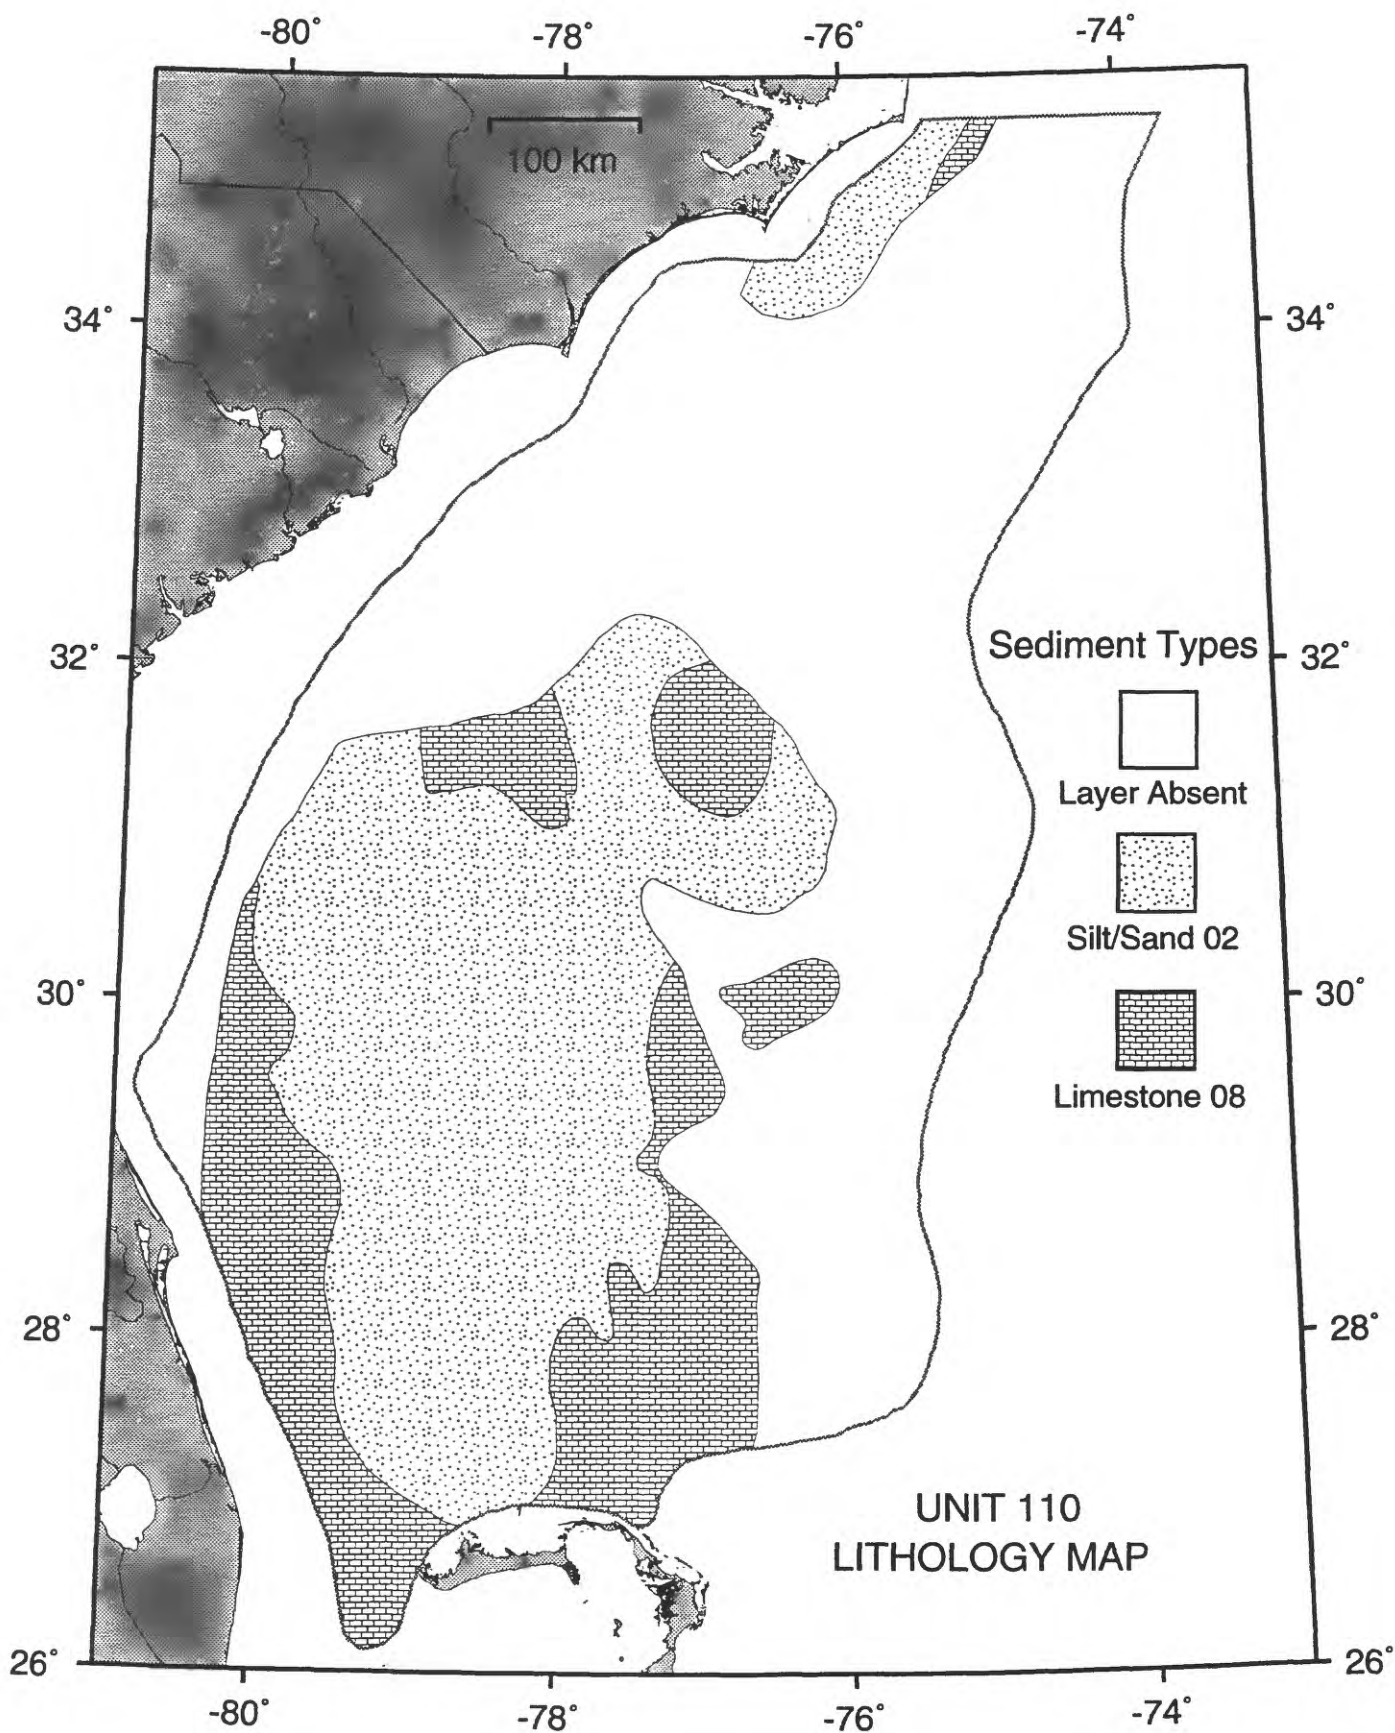 -80° -78° -76° -74°
100 km
34° 34°
32° 32°
Sediment Types
Layer Absent
Silt/Sand 02
30° 30°
Limestone 08
28° 28°
UNIT 110
LITHOLOGY MAP
26° 26°
-80° -78° -76° -74°